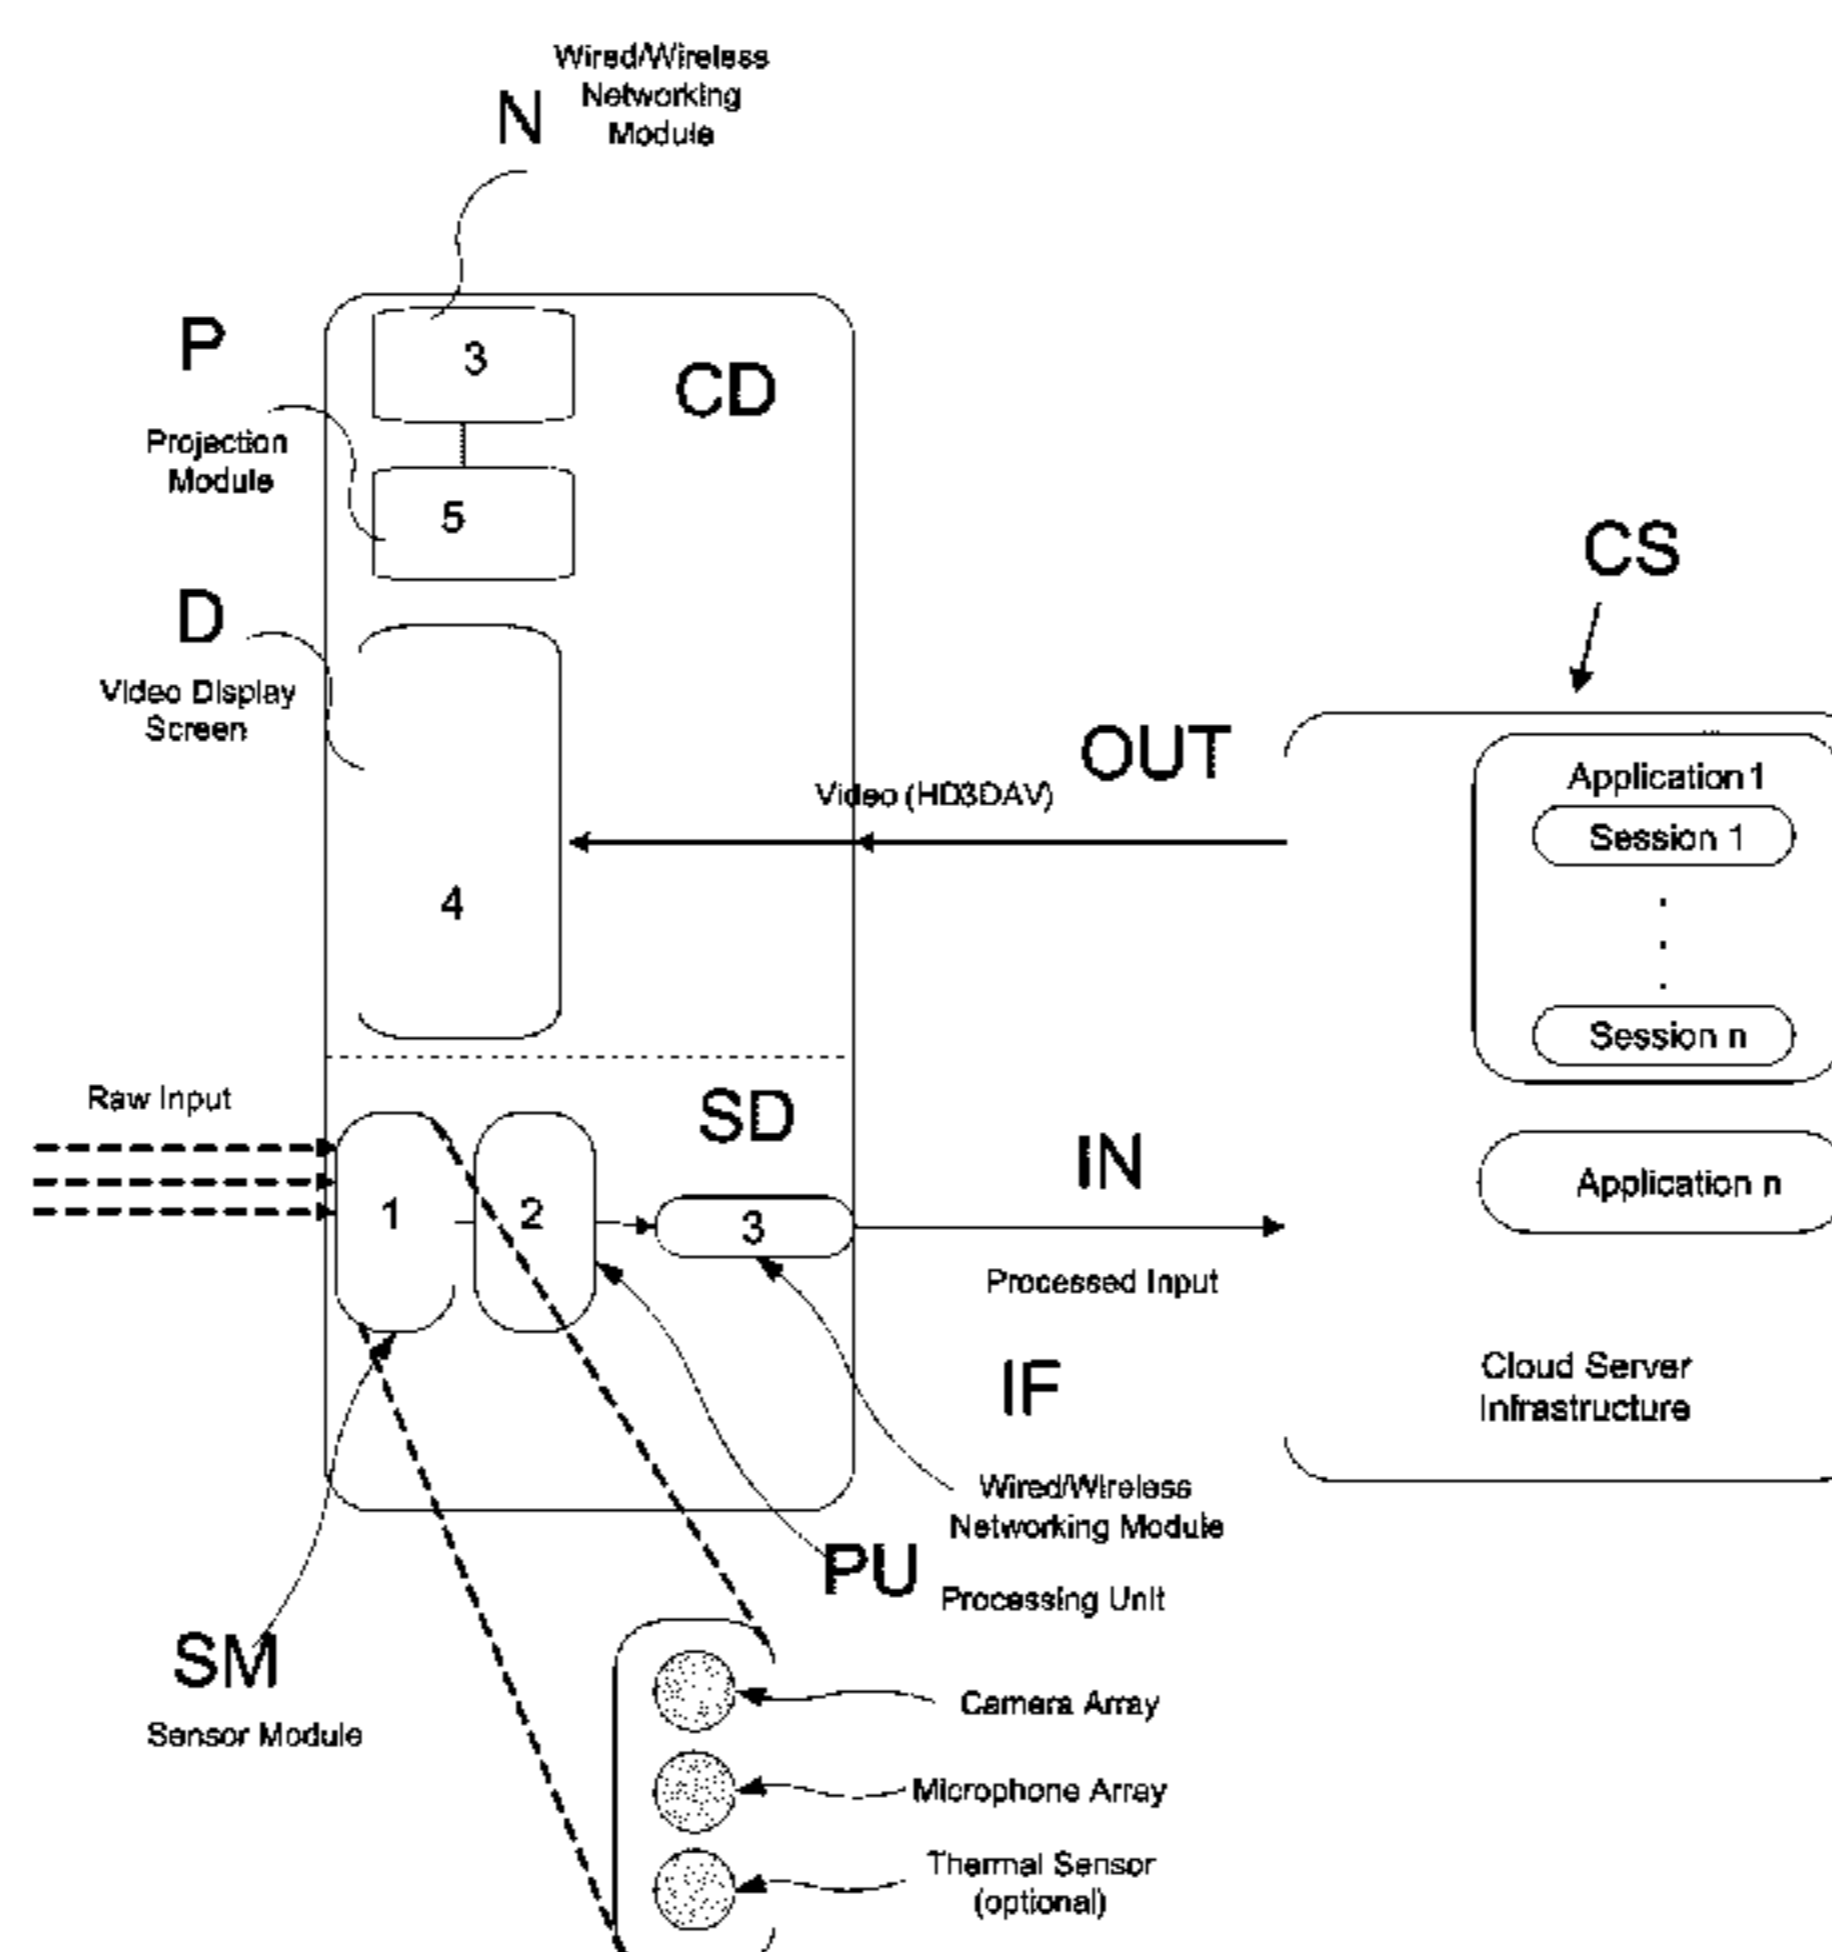 Wired/Wireless
Networking
Module
N
P
3
CD
Projection
Module
5
CS
D
Video Display
Screen
OUT
Application 1
Video (HD3DAV)
Session 1
4
Session n
Raw Input
SD
IN
Application n
1
2
3
Processed Input
Cloud Server
Infrastructure
IF
Wired/Wireless
Networking Module
PU
Processing Unit
SM
Sensor Module
Camera Array
Microphone Array
Thermal Sensor
(optional)